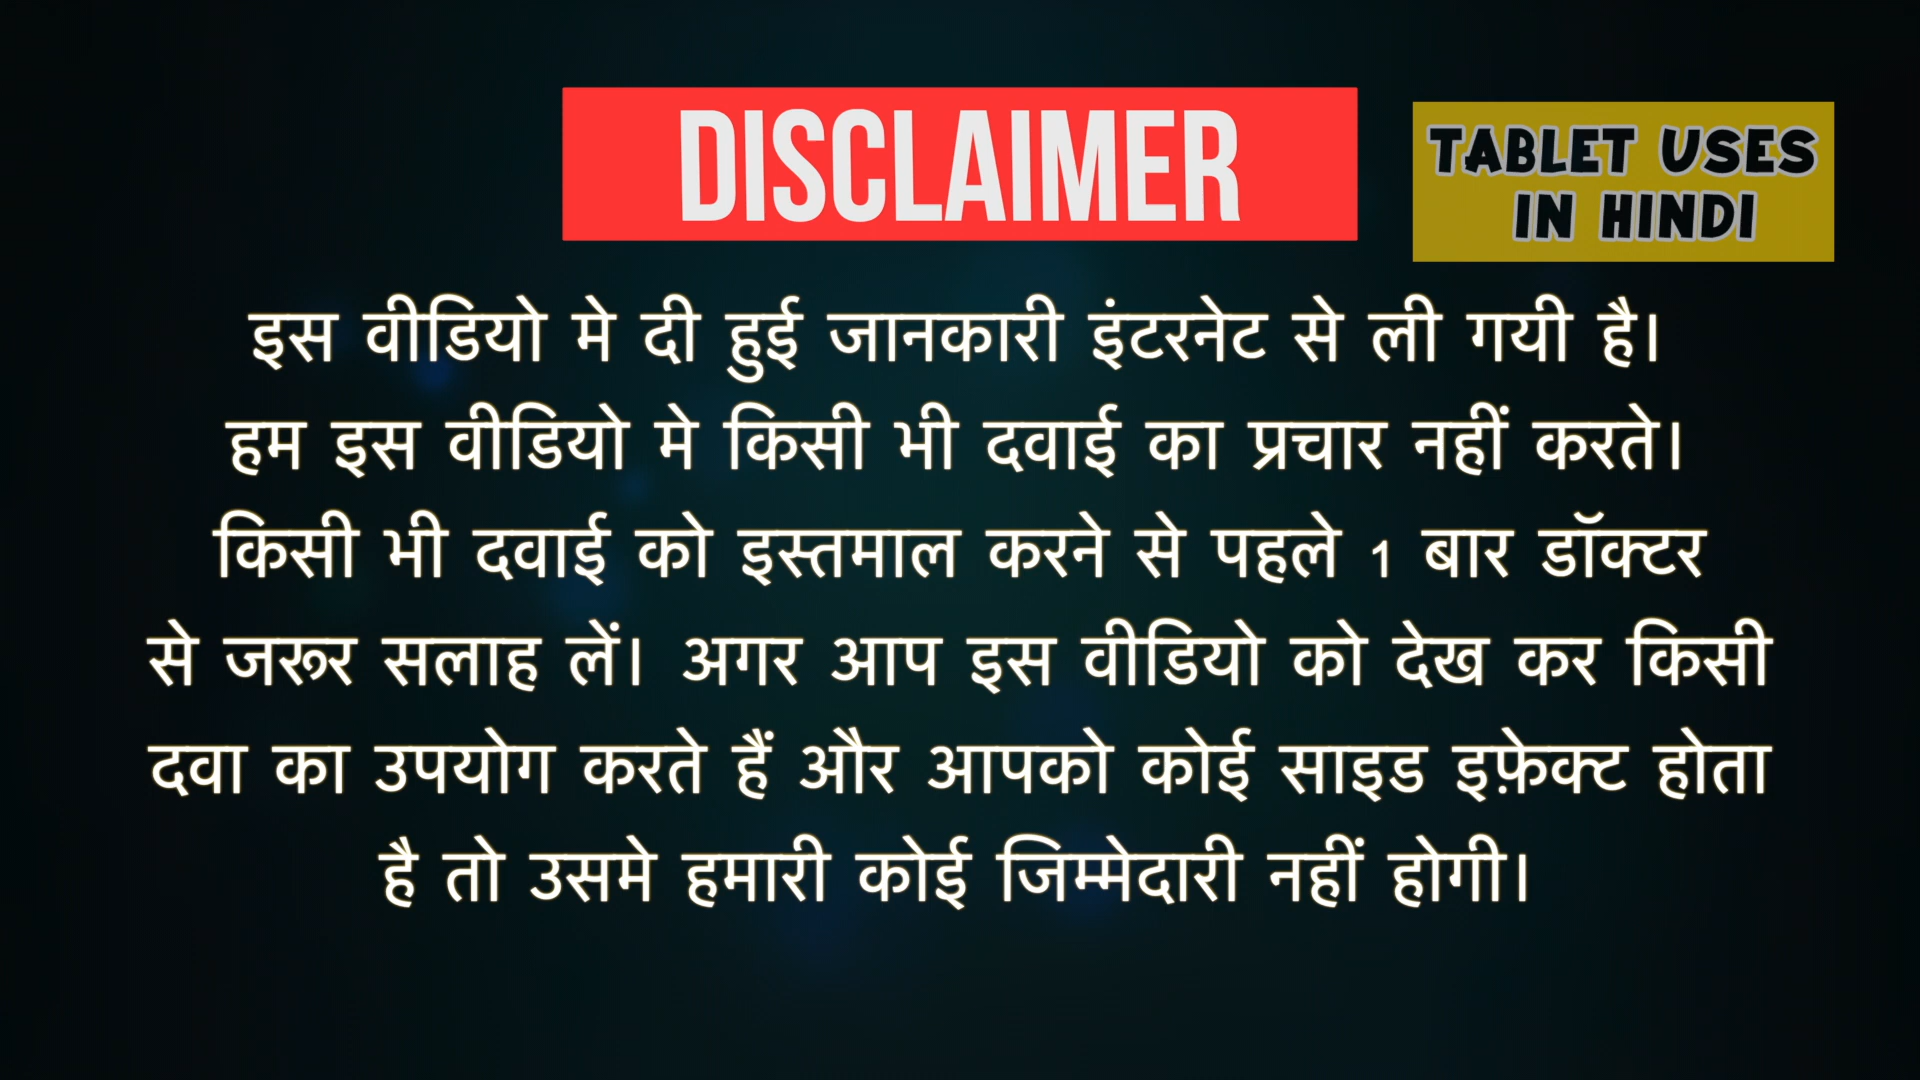 DISCLAIMER
TABLET USES
IN HINDI
इस वीडियो मे दी हुई जानकारी इंटरनेट से ली गयी है।
हम इस वीडियो मे किसी भी दवाई का प्रचार नहीं करते।
किसी भी दवाई को इस्तमाल करने से पहले 1 बार डॉक्टर
से जरूर सलाह लें। अगर आप इस वीडियो को देख कर किसी
दवा का उपयोग करते हैं और आपको कोई साइड इफ़ेक्ट होता
है तो उसमे हमारी कोई जिम्मेदारी नहीं होगी।